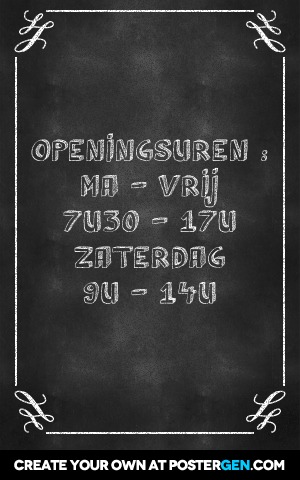 OPENINGSUREN :
MA - VRIJ
7U30 - 17U
ZATERDAG
9U - 14U
CREATE YOUR OWN AT POSTERGEN.COM